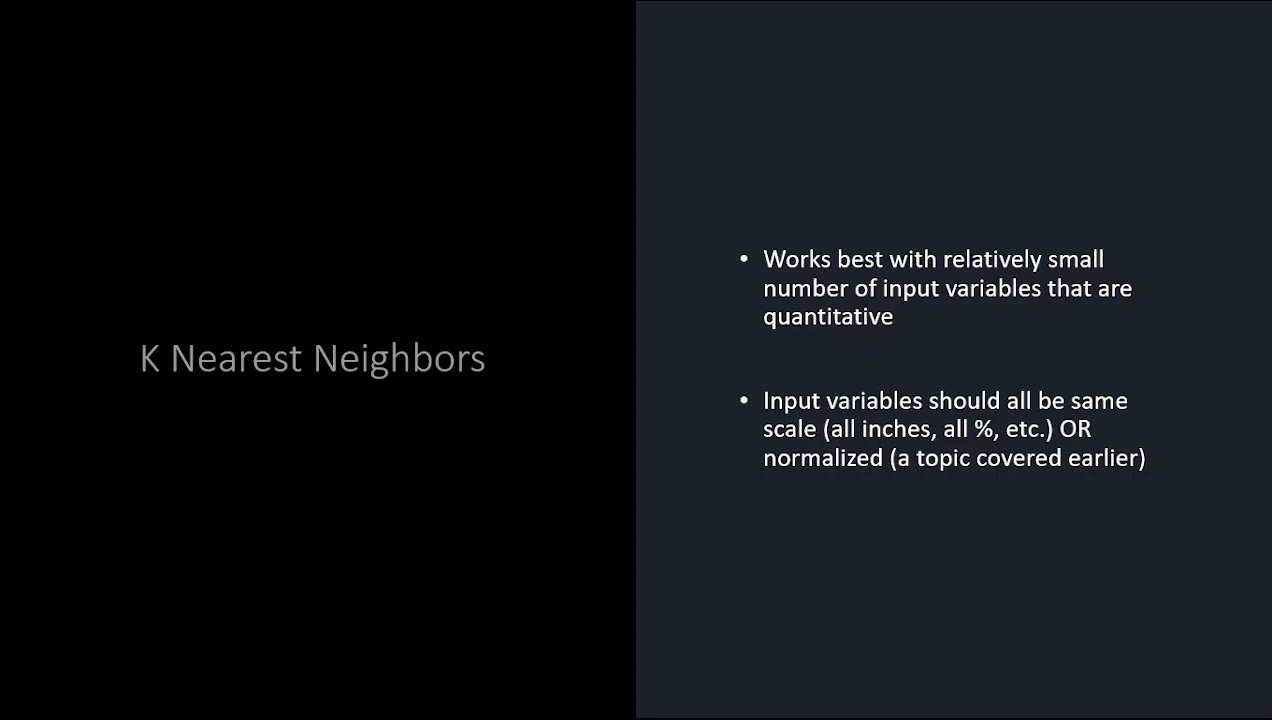 K Nearest Neighbors
• Works best with relatively small
number of input variables that are
quantitative
• Input variables should all be same
scale (all inches, all %, etc.) OR
normalized (a topic covered earlier)